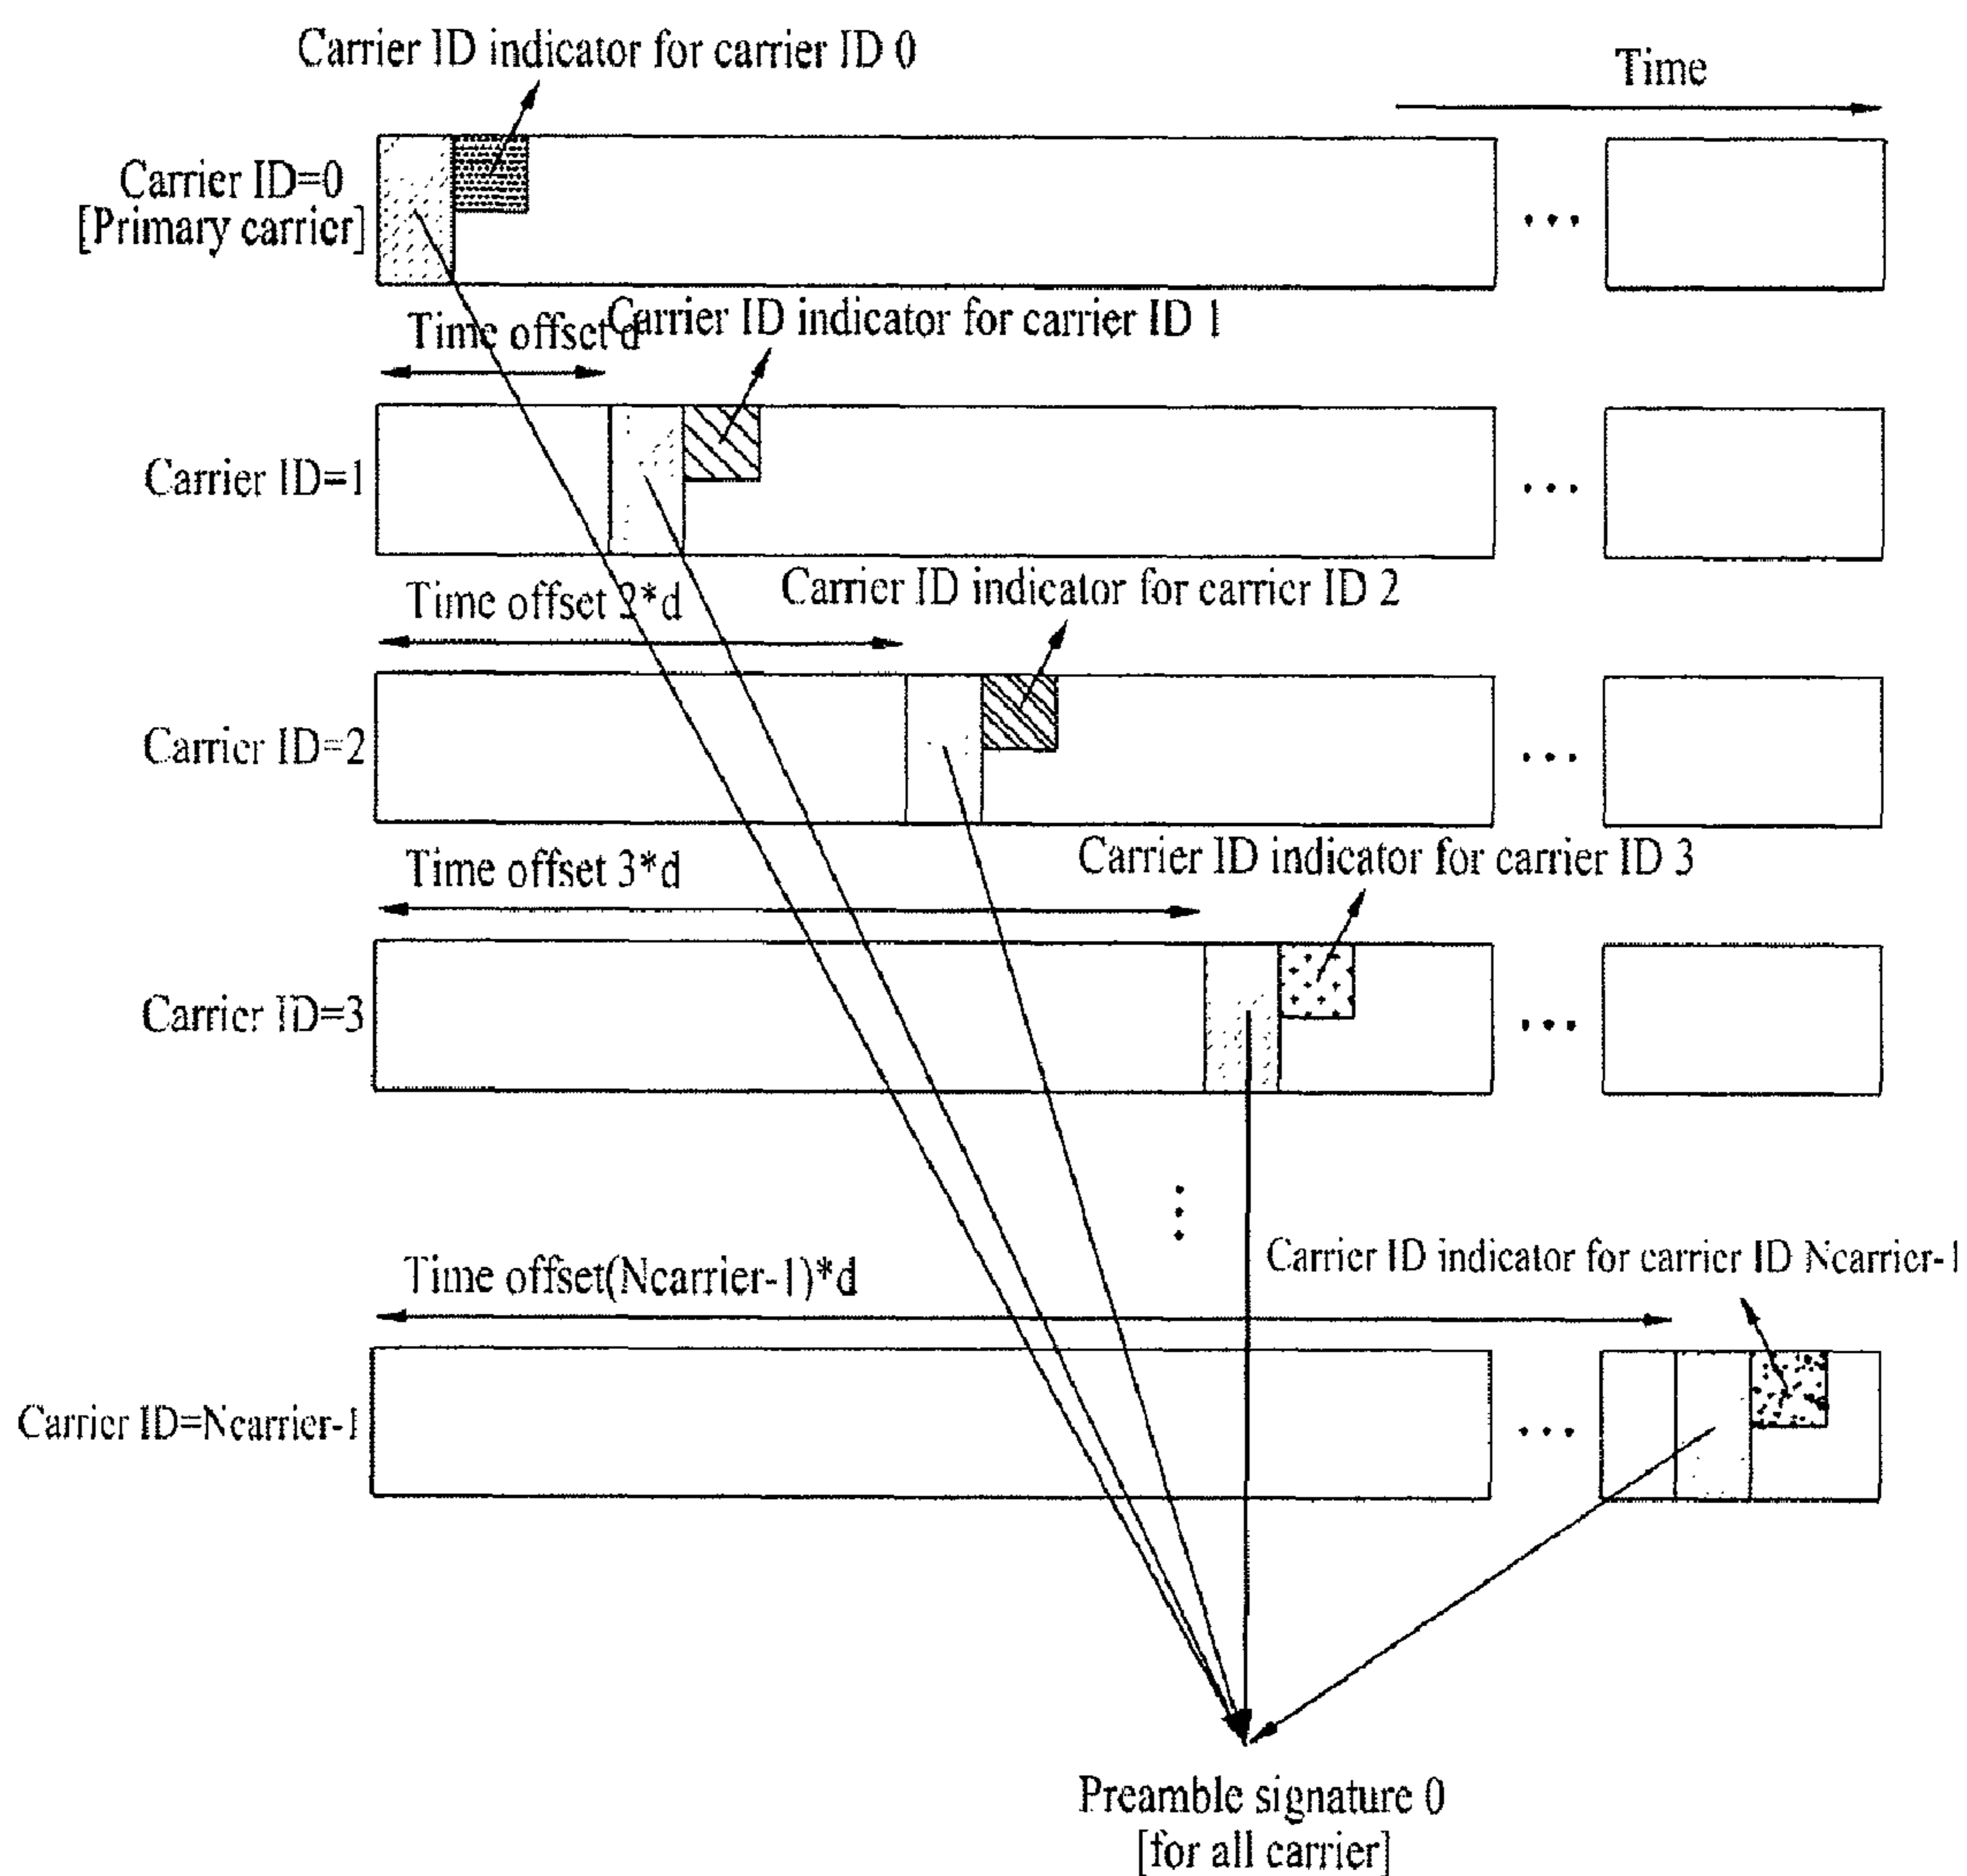 Carrier ID indicator for carrier ID 0
Time
Carrier ID=0
[Primary carrier]
Time offset d
Carrier ID indicator for carrier ID 1
Carrier ID=1
Time offset 2*d
Carrier ID indicator for carrier ID 2
Carrier ID=2
Time offset 3*d
Carrier ID indicator for carrier ID 3
Carrier ID=3
Time offset(Ncarrier-1)*d
Carrier ID indicator for carrier ID Ncarrier-1
Carrier ID=Ncarrier-1
Preamble signature 0
[for all carrier]